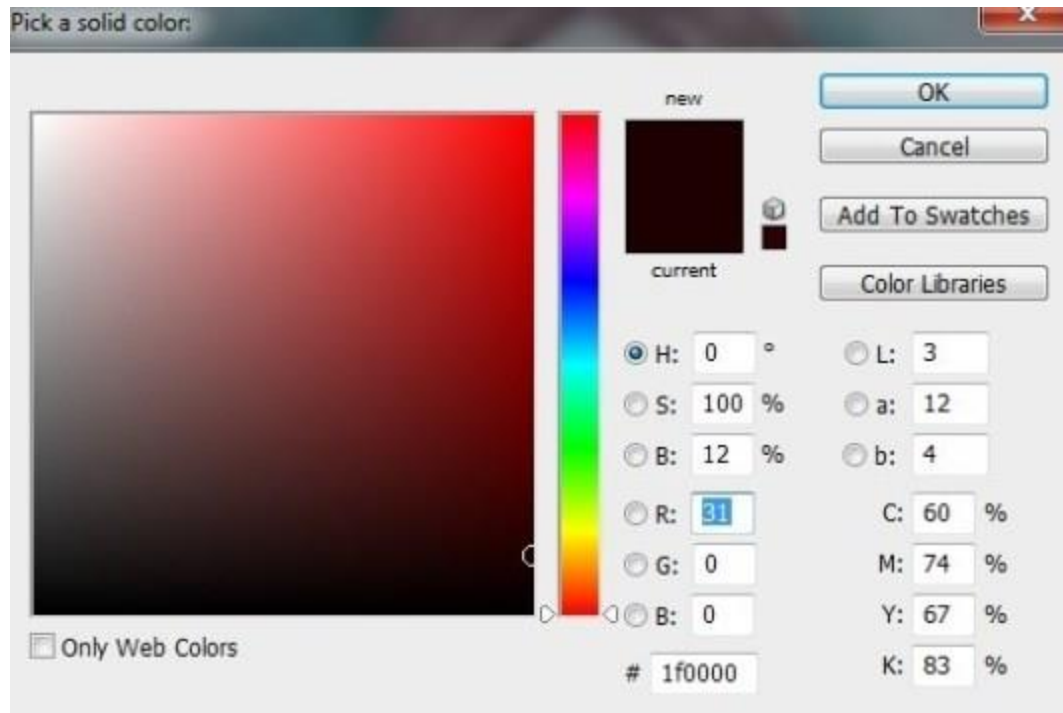 Pick a solid color:
new
current
OK
Cancel
Add To Swatches
Color Libraries
H: 0 °
S: 100 %
B: 12 %
R: 31
G: 0
B: 0
# 1f0000
L: 3
a: 12
b: 4
C: 60 %
M: 74 %
Y: 67 %
K: 83 %
Only Web Colors